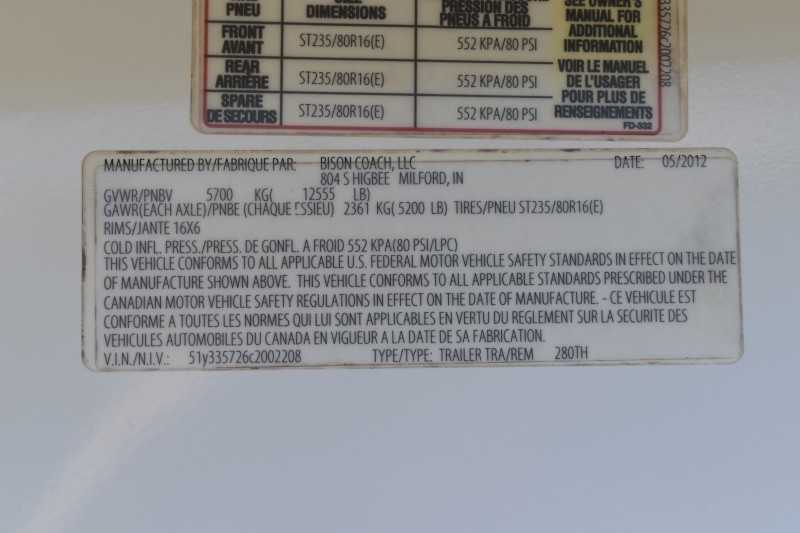 PNEU DIMENSIONS PRESSION DES
PNEUS A FROID
SEE OWNER'S
MANUAL FOR
ADDITIONAL
INFORMATION
VOIR LE MANUEL
DE L'USAGER
POUR PLUS DE
RENSEIGNEMENTS
FD-332
FRONT
AVANT ST235/80R16(E) 552 KPA/80 PSI
REAR
ARRIÈRE ST235/80R16(E) 552 KPA/80 PSI
SPARE
DE SECOURS ST235/80R16(E) 552 KPA/80 PSI
MANUFACTURED BY/FABRIQUE PAR: BISON COACH, LLC DATE: 05/2012
804 S HIGBEE MILFORD, IN
GVWR/PNBV 5700 KG( 12555 LB)
GAWR(EACH AXLE)/PNBE (CHAQUE ESSIEU) 2361 KG( 5200 LB) TIRES/PNEU ST235/80R16(E)
RIMS/JANTE 16X6
COLD INFL. PRESS./PRESS. DE GONFL. A FROID 552 KPA(80 PSI/LPC)
THIS VEHICLE CONFORMS TO ALL APPLICABLE U.S. FEDERAL MOTOR VEHICLE SAFETY STANDARDS IN EFFECT ON THE DATE
OF MANUFACTURE SHOWN ABOVE. THIS VEHICLE CONFORMS TO ALL APPLICABLE STANDARDS PRESCRIBED UNDER THE
CANADIAN MOTOR VEHICLE SAFETY REGULATIONS IN EFFECT ON THE DATE OF MANUFACTURE. - CE VEHICULE EST
CONFORME A TOUTES LES NORMES QUI LUI SONT APPLICABLES EN VERTU DU REGLEMENT SUR LA SECURITE DES
VEHICULES AUTOMOBILES DU CANADA EN VIGUEUR A LA DATE DE SA FABRICATION.
V.I.N./N.I.V.: 51y335726c2002208 TYPE/TYPE: TRAILER TRA/REM 280TH